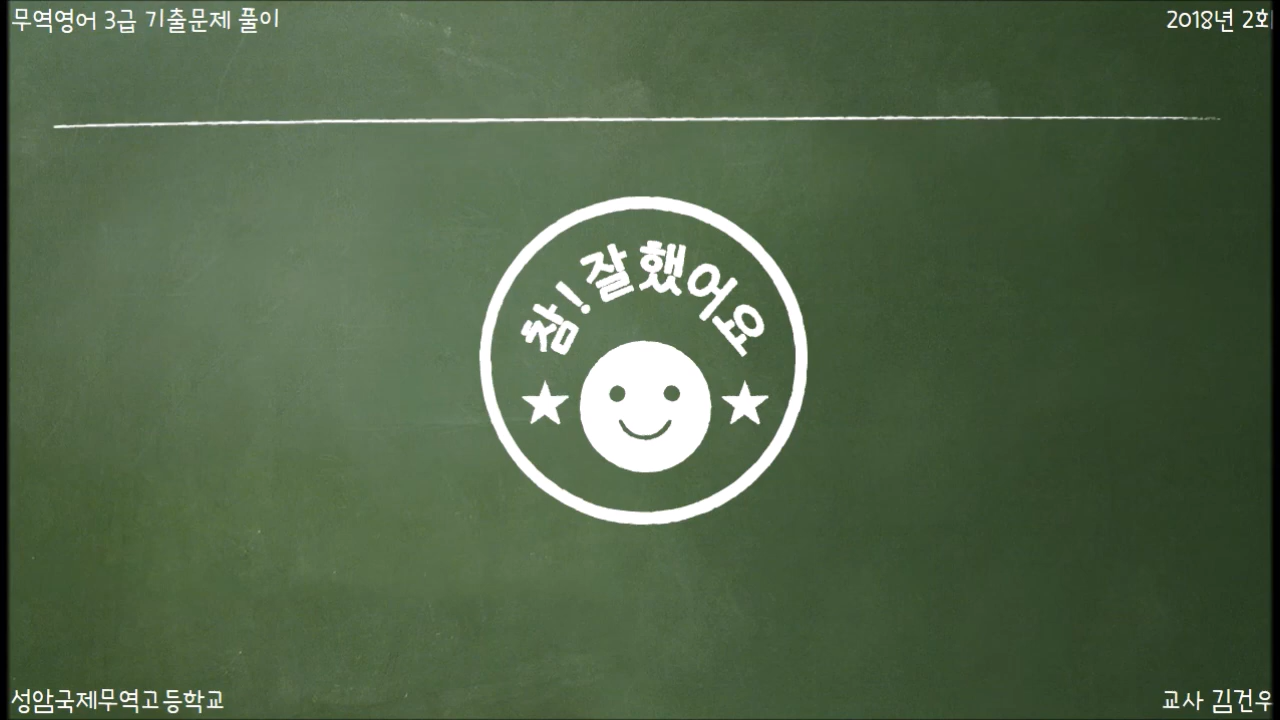 무역영어 3급 기출문제 풀이
2018년 2회
참!잘했어요
성암국제무역고등학교
교사 김건우